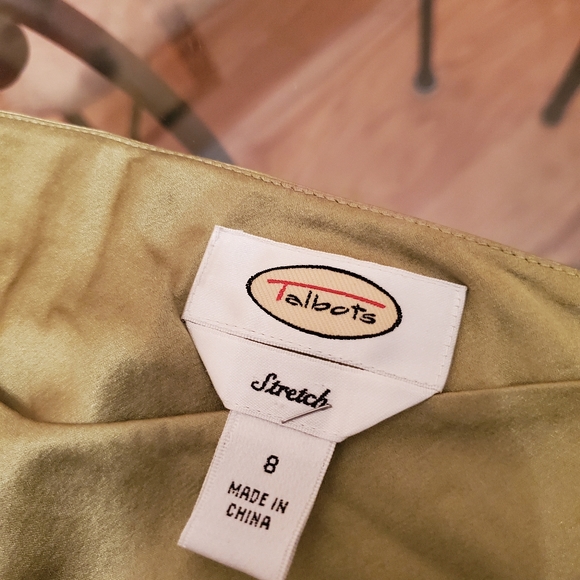 Talbots
Stretch
8
MADE IN
CHINA